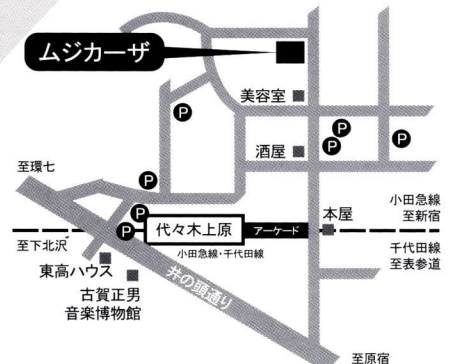 ムジカーザ
美容室
P
P
P
P
酒屋
至環七
P
P
P
小田急線
至新宿
代々木上原
アーケード
本屋
至下北沢
小田急線・千代田線
千代田線
至表参道
東高ハウス
井の頭通り
古賀正男
音楽博物館
至原宿